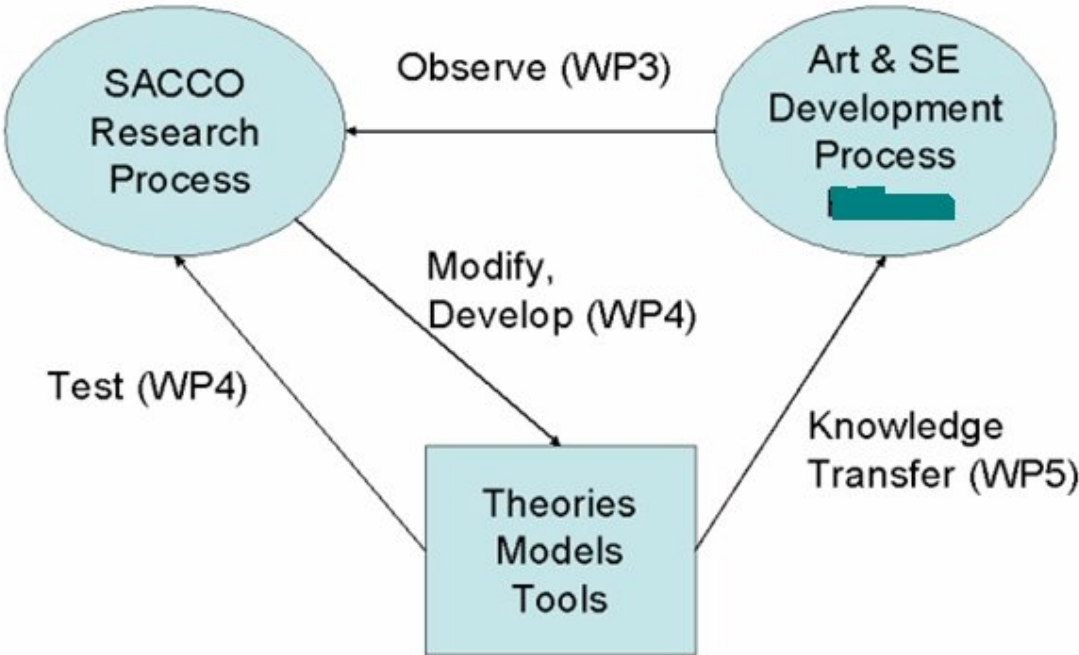 SACCO
Research
Process
Observe (WP3)
Art & SE
Development
Process
Modify,
Develop (WP4)
Test (WP4)
Knowledge
Transfer (WP5)
Theories
Models
Tools